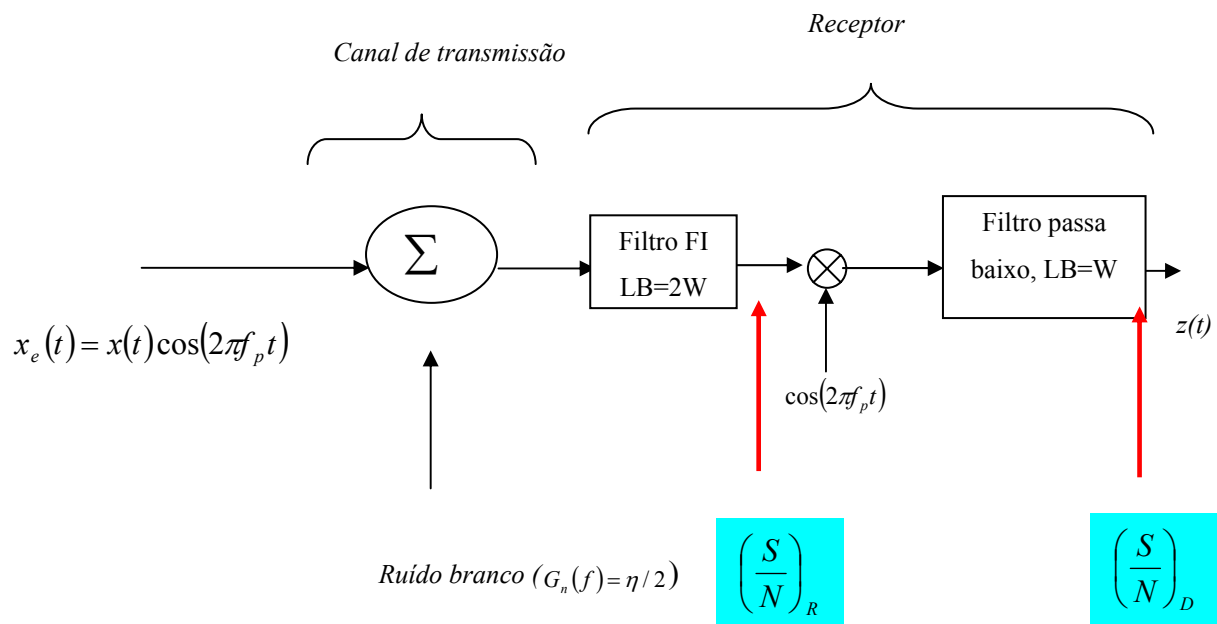 Receptor
Canal de transmissão
Σ
Filtro FI
LB=2W
Filtro passa
baixo, LB=W
z(t)
x_e(t) = x(t)cos(2πf_p t)
cos(2πf_p t)
Ruído branco (G_n(f) = η/2)
(S/N)_R
(S/N)_D